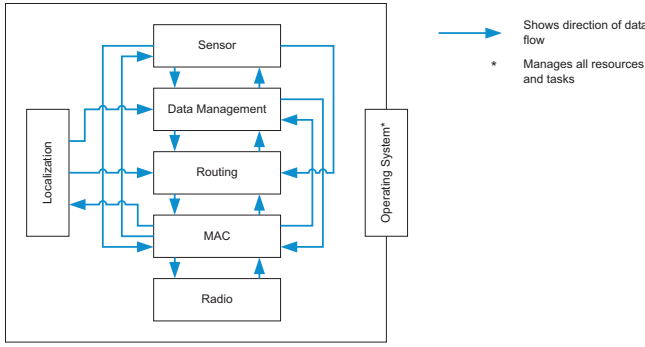 Sensor
Data Management
Routing
MAC
Radio
Localization
Operating System*
Shows direction of data
flow
* Manages all resources
and tasks